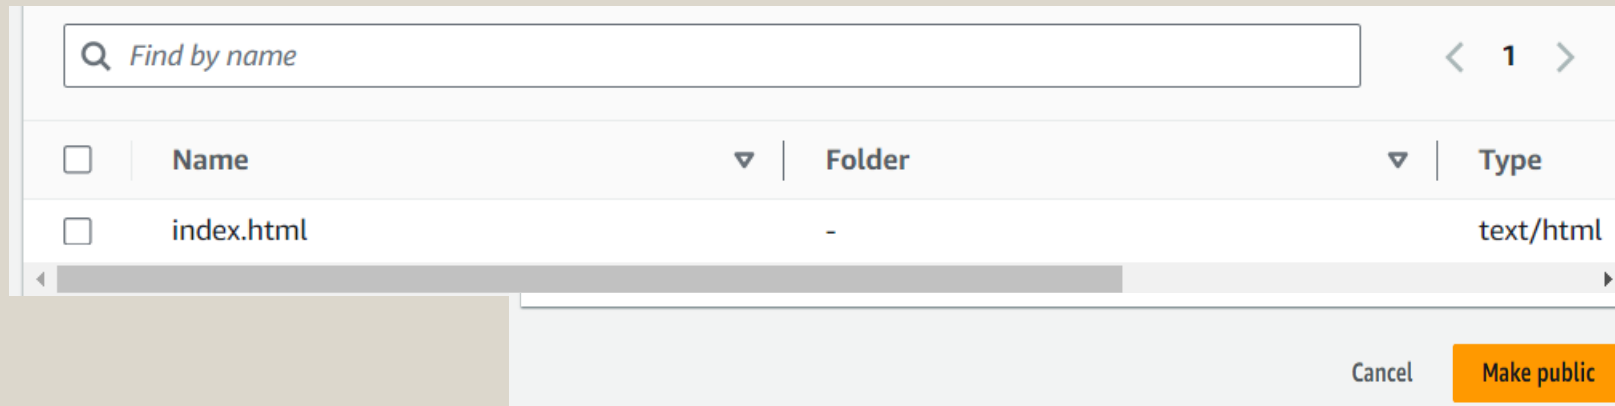 Find by name
1
Name Folder Type
index.html - text/html
Cancel Make public